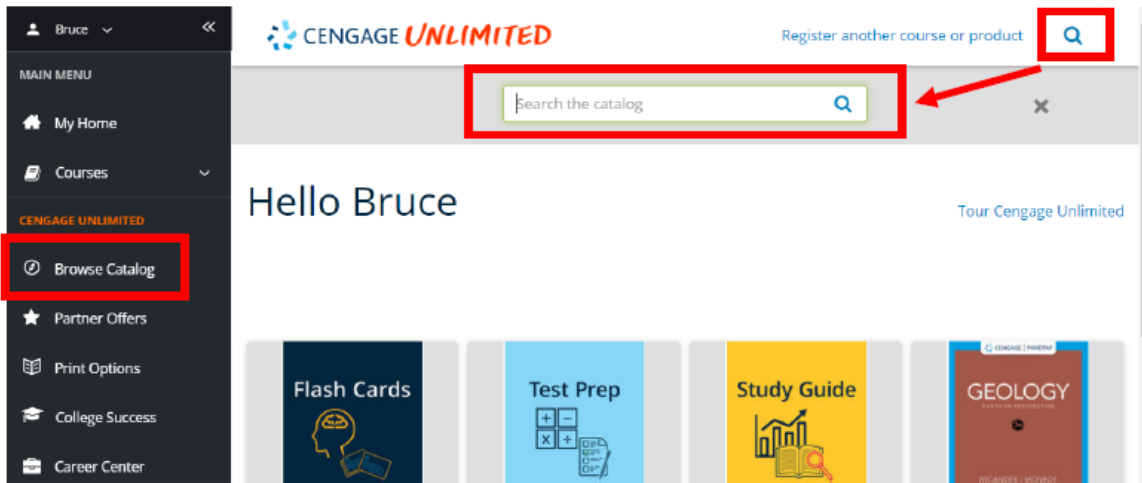 Bruce
MAIN MENU
My Home
Courses
CENGAGE UNLIMITED
Browse Catalog
Partner Offers
Print Options
College Success
Career Center
CENGAGE UNLIMITED
Register another course or product
Search the catalog
Hello Bruce
Tour Cengage Unlimited
Flash Cards
Test Prep
Study Guide
CENGAGE | MINDTAP
GEOLOGY
WICANDER | MONROE